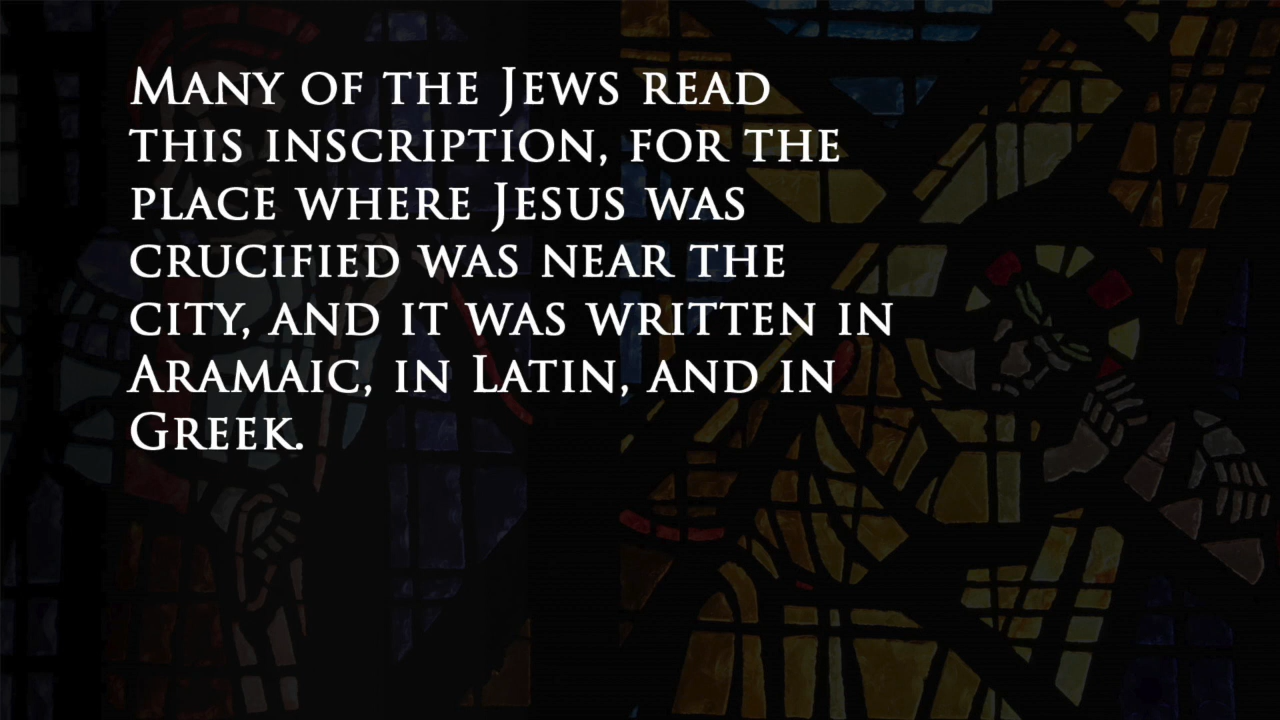 Many of the Jews read
this inscription, for the
place where Jesus was
crucified was near the
city, and it was written in
Aramaic, in Latin, and in
Greek.